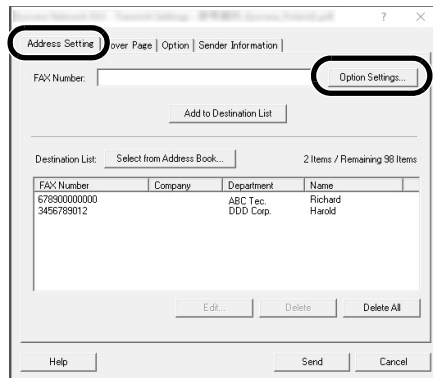 ? ×
Address Setting over Page Option Sender Information
FAX Number: Option Settings...
Add to Destination List
Destination List: Select from Address Book... 2 Items / Remaining 98 Items
FAX Number Company Department Name
678900000000 ABC Tec. Richard
3456789012 DDD Corp. Harold
Edit... Delete Delete All
Help Send Cancel